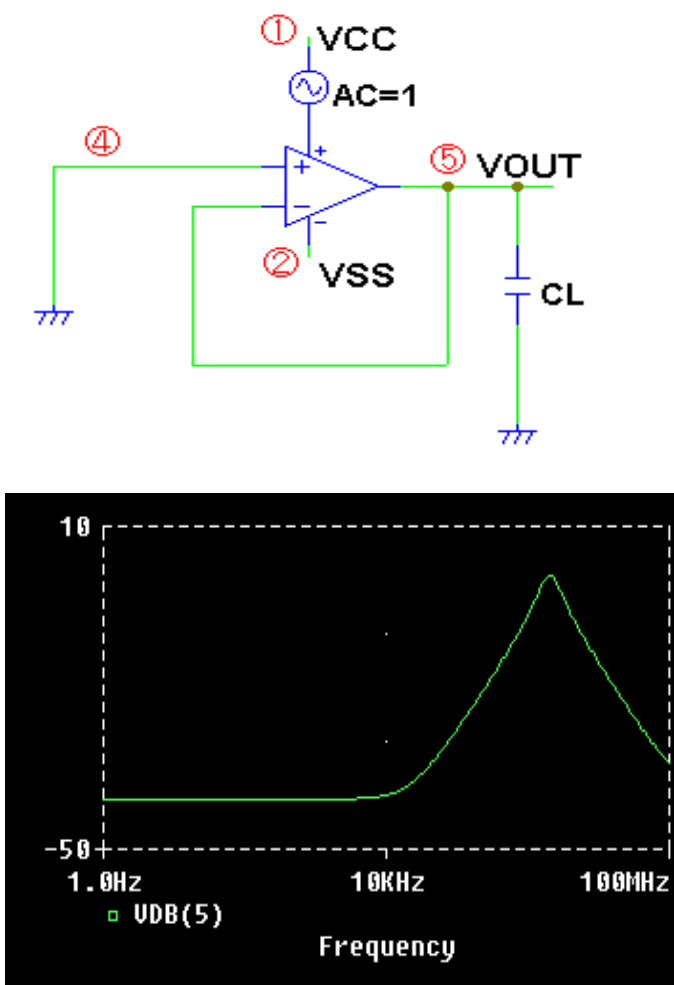 ① VCC
AC=1
④
+
+
⑤ VOUT
−
−
② VSS
CL
10
-50
1.0Hz 10KHz 100MHz
VDB(5)
Frequency